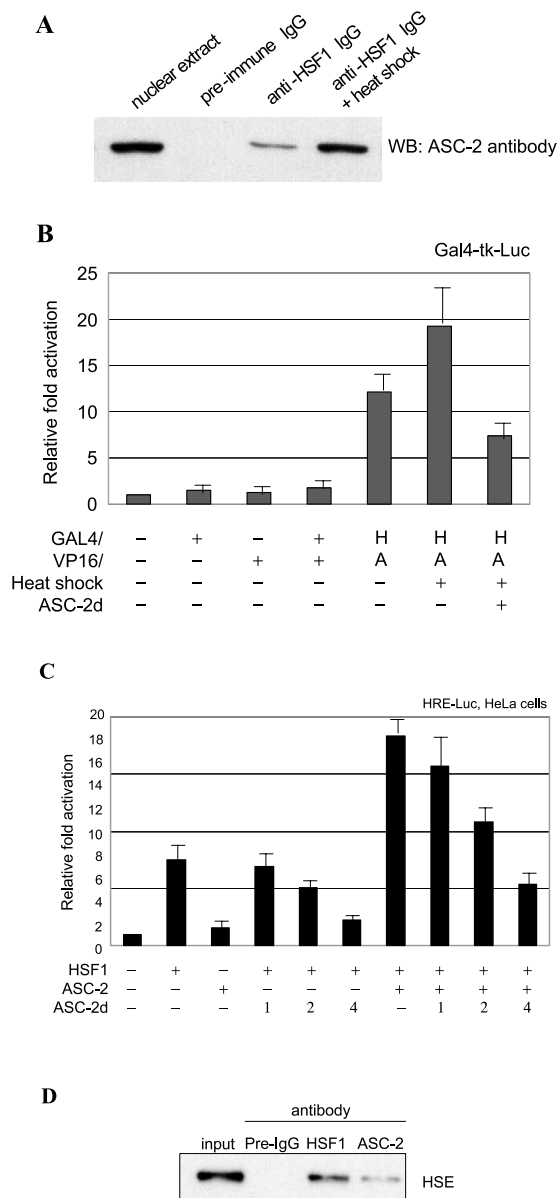 A
nuclear extract
pre-immune IgG
anti-HSF1 IgG
anti-HSF1 IgG
+ heat shock
WB: ASC-2 antibody
B
Gal4-tk-Luc
Relative fold activation
25
20
15
10
5
0
GAL4/ – + – + H H H
VP16/ – – + + A A A
Heat shock – – – – – + +
ASC-2d – – – – – – +
C
HRE-Luc, HeLa cells
Relative fold activation
20
18
16
14
12
10
8
6
4
2
0
HSF1 – + – + + + + + + +
ASC-2 – – + – – – + + + +
ASC-2d – – – 1 2 4 – 1 2 4
D
antibody
input Pre-IgG HSF1 ASC-2
HSE